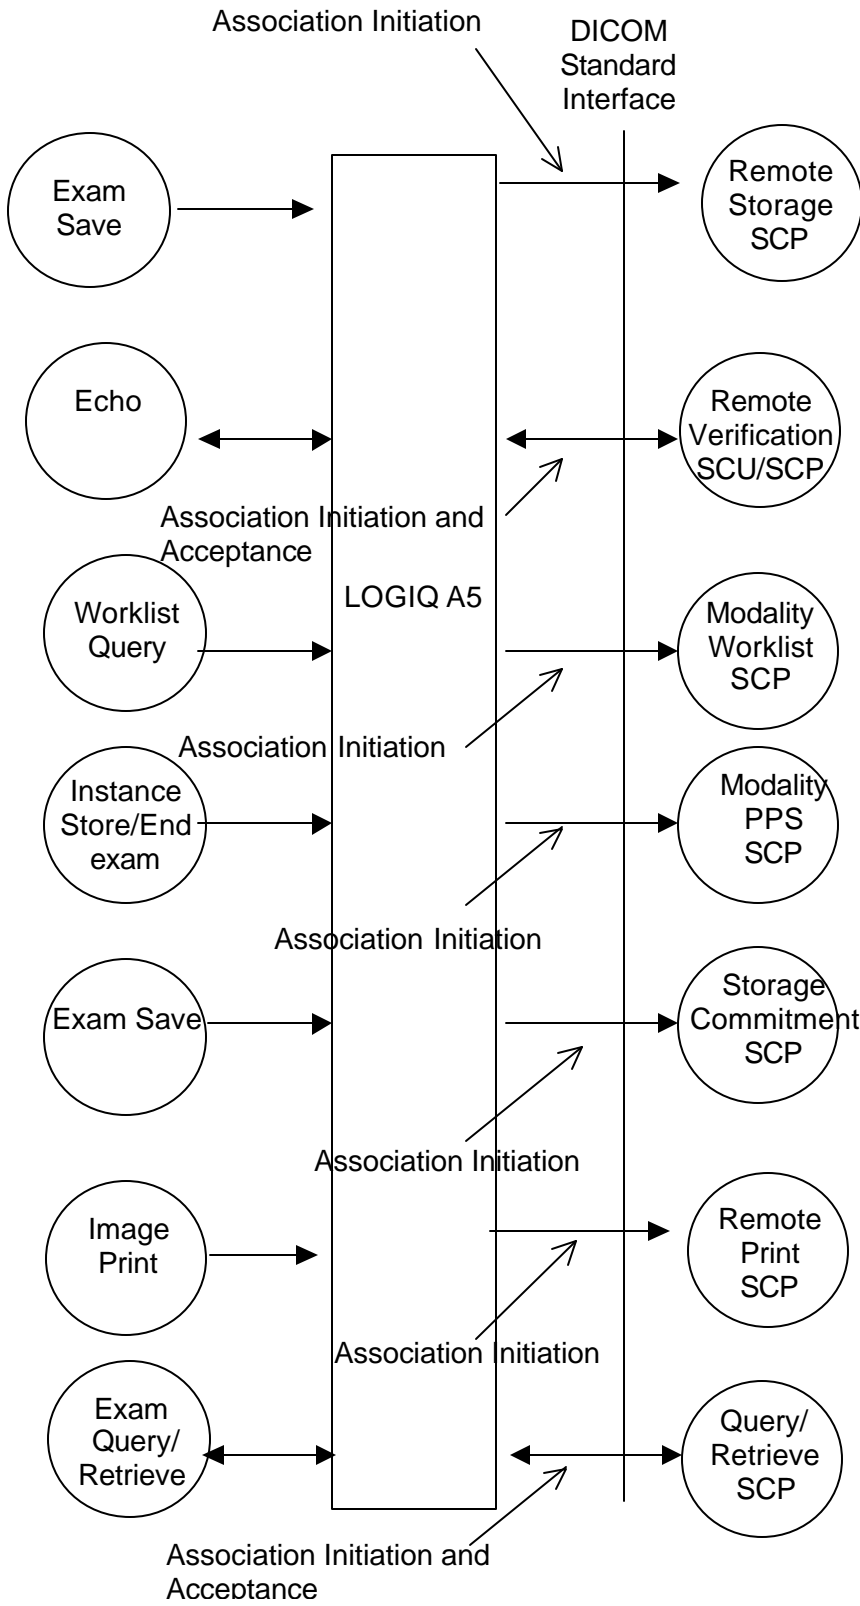 Association Initiation
DICOM
Standard
Interface
Exam
Save
Remote
Storage
SCP
Echo
Remote
Verification
SCU/SCP
Association Initiation and
Acceptance
LOGIQ A5
Worklist
Query
Modality
Worklist
SCP
Association Initiation
Instance
Store/End
exam
Modality
PPS
SCP
Association Initiation
Exam Save
Storage
Commitment
SCP
Association Initiation
Image
Print
Remote
Print
SCP
Association Initiation
Exam
Query/
Retrieve
Query/
Retrieve
SCP
Association Initiation and
Acceptance